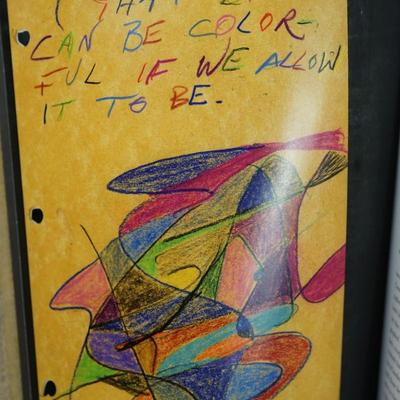 CAN BE COLOR-
FUL IF WE ALLOW
IT TO BE.